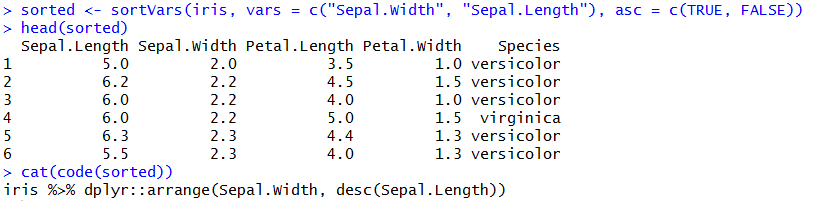 > sorted <- sortVars(iris, vars = c("Sepal.Width", "Sepal.Length"), asc = c(TRUE, FALSE))
> head(sorted)
  Sepal.Length Sepal.Width Petal.Length Petal.Width    Species
1          5.0         2.0          3.5         1.0 versicolor
2          6.2         2.2          4.5         1.5 versicolor
3          6.0         2.2          4.0         1.0 versicolor
4          6.0         2.2          5.0         1.5  virginica
5          6.3         2.3          4.4         1.3 versicolor
6          5.5         2.3          4.0         1.3 versicolor
> cat(code(sorted))
iris %>% dplyr::arrange(Sepal.Width, desc(Sepal.Length))